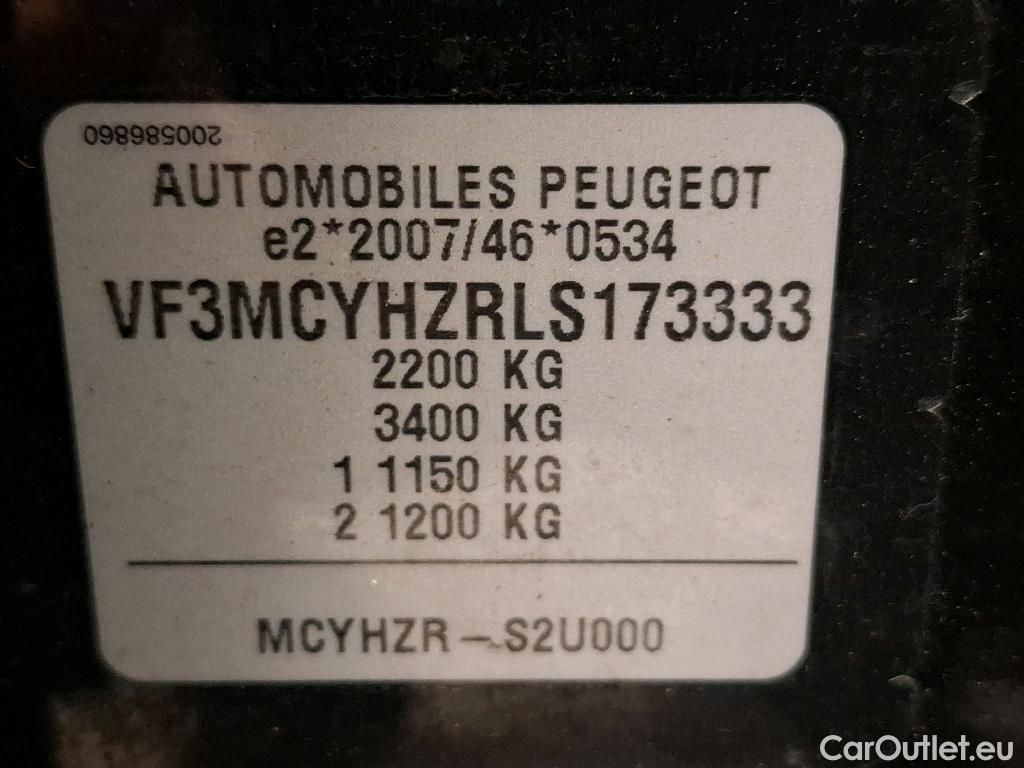 200586860
AUTOMOBILES PEUGEOT
e2*2007/46*0534
VF3MCYHZRLS173333
2200 KG
3400 KG
1 1150 KG
2 1200 KG
MCYHZR-S2U000
CarOutlet.eu